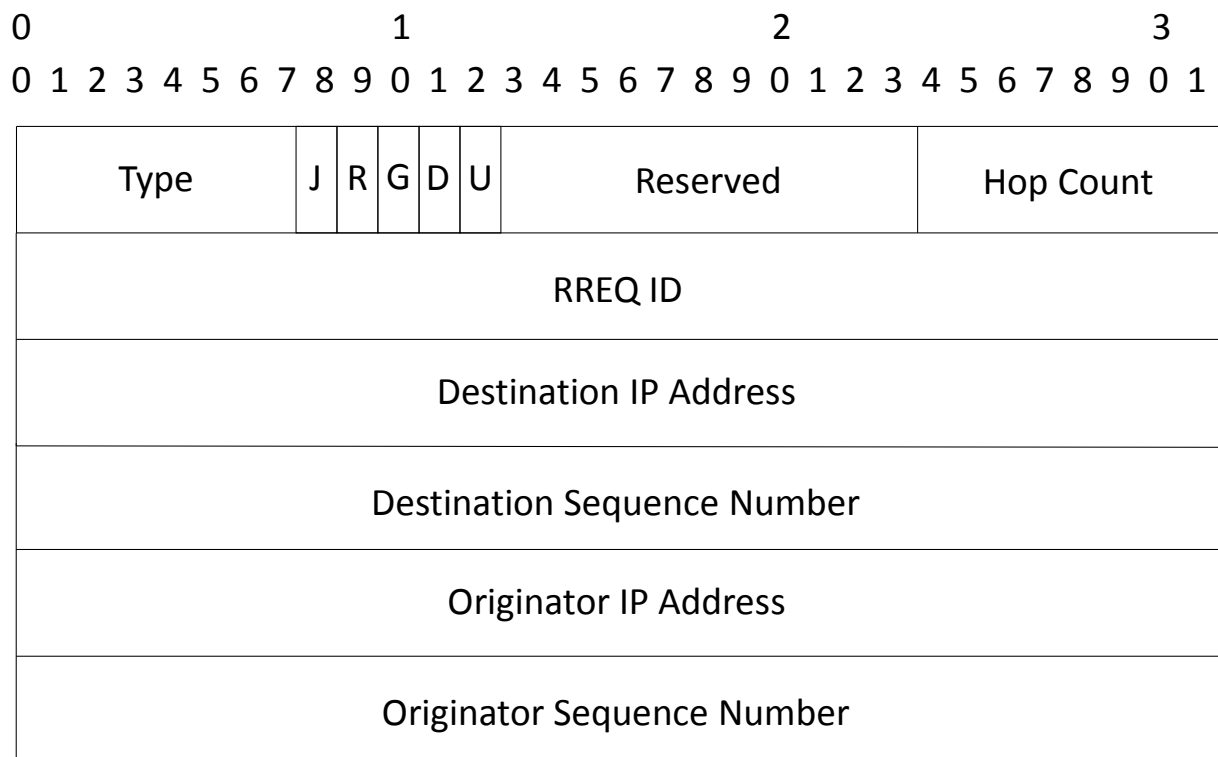 0 1 2 3
0 1 2 3 4 5 6 7 8 9 0 1 2 3 4 5 6 7 8 9 0 1 2 3 4 5 6 7 8 9 0 1
Type J R G D U Reserved Hop Count
RREQ ID
Destination IP Address
Destination Sequence Number
Originator IP Address
Originator Sequence Number